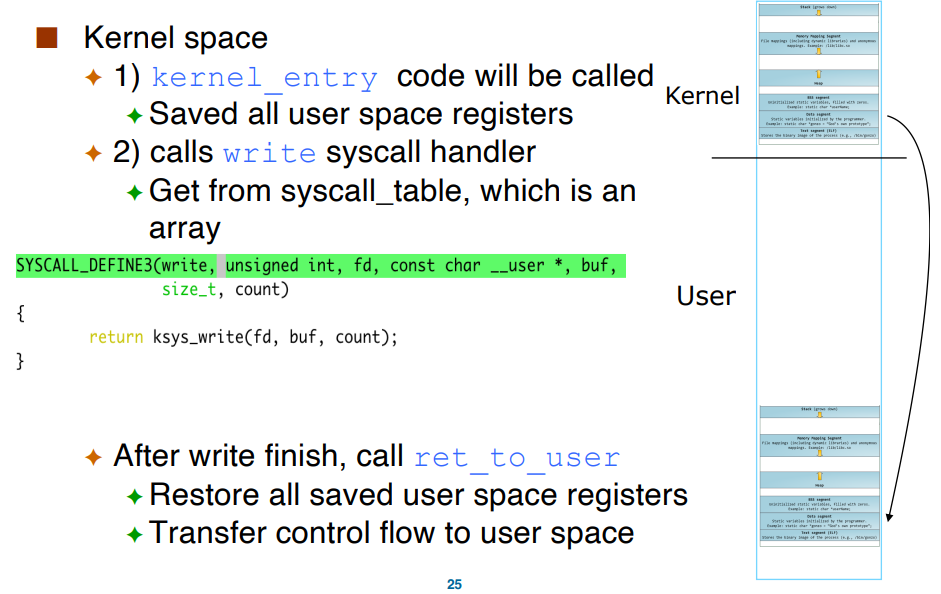 Kernel space
1) kernel_entry code will be called
Saved all user space registers
2) calls write syscall handler
Get from syscall_table, which is an
array
SYSCALL_DEFINE3(write, unsigned int, fd, const char __user *, buf,
size_t, count)
{
return ksys_write(fd, buf, count);
}
After write finish, call ret_to_user
Restore all saved user space registers
Transfer control flow to user space
Kernel
User
Stack (grows down)
Memory Mapping Segment
File mappings (including dynamic libraries) and anonymous
mappings. Example: /lib/libc.so
Heap
BSS segment
Uninitialized static variables, filled with zeros.
Example: static char *userName;
Data segment
Static variables initialized by the programmer.
Example: static char *gonzo = "God's own prototype";
Text segment (ELF)
Stores the binary image of the process (e.g., /bin/gonzo)
Stack (grows down)
Memory Mapping Segment
File mappings (including dynamic libraries) and anonymous
mappings. Example: /lib/libc.so
Heap
BSS segment
Uninitialized static variables, filled with zeros.
Example: static char *userName;
Data segment
Static variables initialized by the programmer.
Example: static char *gonzo = "God's own prototype";
Text segment (ELF)
Stores the binary image of the process (e.g., /bin/gonzo)
25